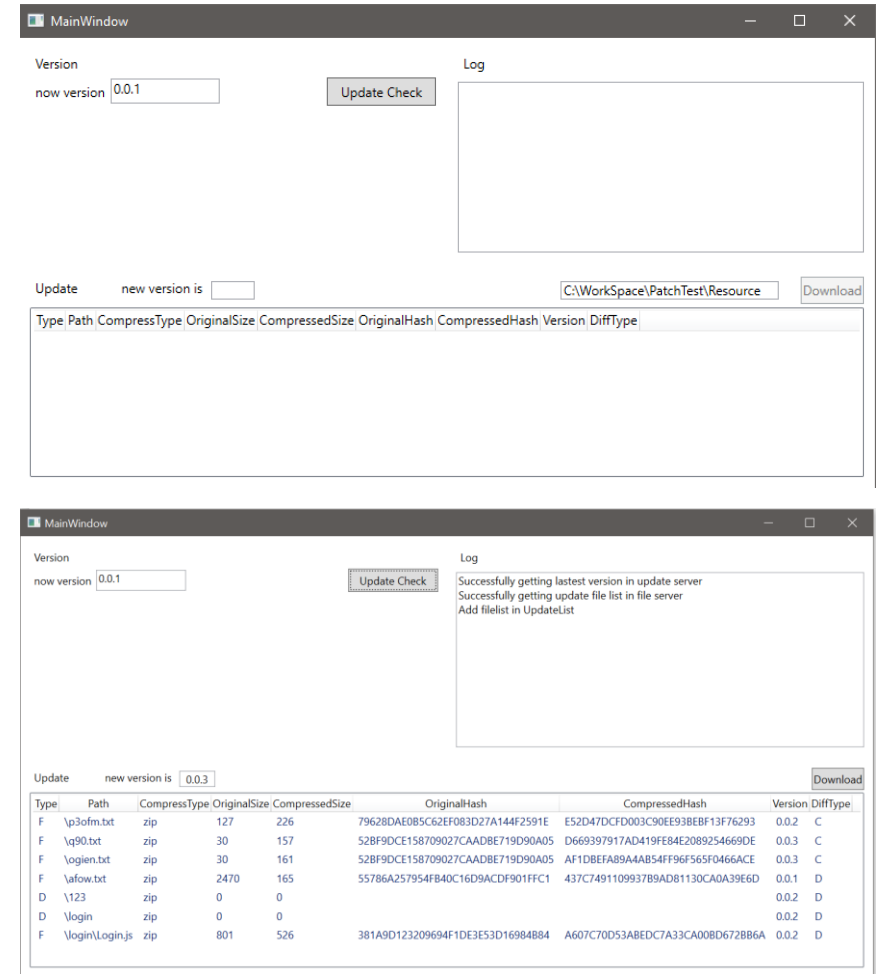 MainWindow
Version
Log
now version 0.0.1
Update Check
Update new version is
C:\WorkSpace\PatchTest\Resource
Download
Type Path CompressType OriginalSize CompressedSize OriginalHash CompressedHash Version DiffType
MainWindow
Version
Log
now version 0.0.1
Update Check
Successfully getting lastest version in update server
Successfully getting update file list in file server
Add filelist in UpdateList
Update new version is 0.0.3
Download
Type Path CompressType OriginalSize CompressedSize OriginalHash CompressedHash Version DiffType
F \p3ofm.txt zip 127 226 79628DAE0B5C62EF083D27A144F2591E E52D47DCFD003C90EE93BEBF13F76293 0.0.2 C
F \q90.txt zip 30 157 52BF9DCE158709027CAADBE719D90A05 D669397917AD419FE84E2089254669DE 0.0.3 C
F \ogien.txt zip 30 161 52BF9DCE158709027CAADBE719D90A05 AF1DBEFA89A4AB54FF96F565F0466ACE 0.0.3 C
F \afow.txt zip 2470 165 55786A257954FB40C16D9ACDF901FFC1 437C7491109937B9AD81130CA0A39E6D 0.0.1 D
D \123 zip 0 0 0.0.2 D
D \login zip 0 0 0.0.2 D
F \login\Login.js zip 801 526 381A9D123209694F1DE3E53D16984B84 A607C70D53ABEDC7A33CA00BD672BB6A 0.0.2 D